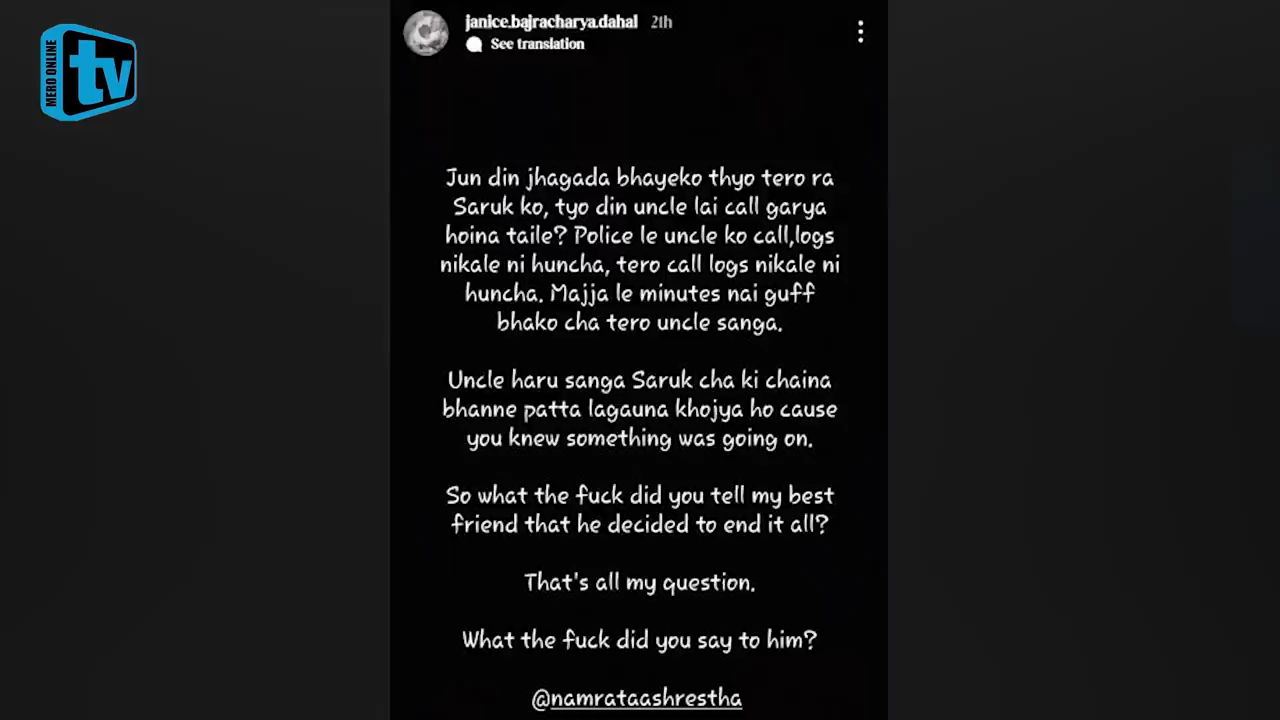 MERO ONLINE
tv
janice.bajracharya.dahal 21h
See translation
Jun din jhagada bhayeko thyo tero ra
Saruk ko, tyo din uncle lai call garya
hoina taile? Police le uncle ko call,logs
nikale ni huncha, tero call logs nikale ni
huncha. Majja le minutes nai guff
bhako cha tero uncle sanga.
Uncle haru sanga Saruk cha ki chaina
bhanne patta lagauna khojya ho cause
you knew something was going on.
So what the fuck did you tell my best
friend that he decided to end it all?
That's all my question.
What the fuck did you say to him?
@namrataashrestha